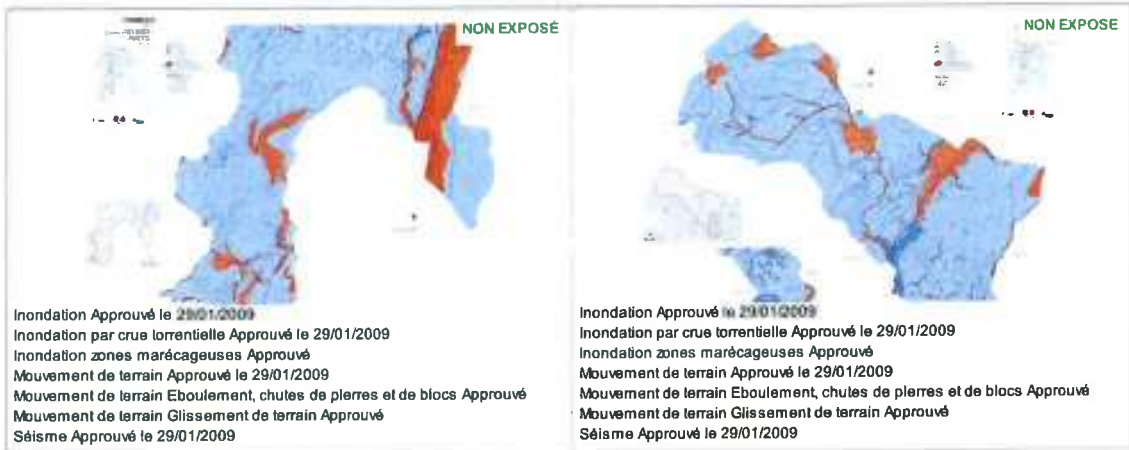 NON EXPOSÉ
Inondation Approuvé le 29/01/2009
Inondation par crue torrentielle Approuvé le 29/01/2009
Inondation zones marécageuses Approuvé
Mouvement de terrain Approuvé le 29/01/2009
Mouvement de terrain Eboulement, chutes de pierres et de blocs Approuvé
Mouvement de terrain Glissement de terrain Approuvé
Séisme Approuvé le 29/01/2009
NON EXPOSÉ
Inondation Approuvé le 29/01/2009
Inondation par crue torrentielle Approuvé le 29/01/2009
Inondation zones marécageuses Approuvé
Mouvement de terrain Approuvé le 29/01/2009
Mouvement de terrain Eboulement, chutes de pierres et de blocs Approuvé
Mouvement de terrain Glissement de terrain Approuvé
Séisme Approuvé le 29/01/2009